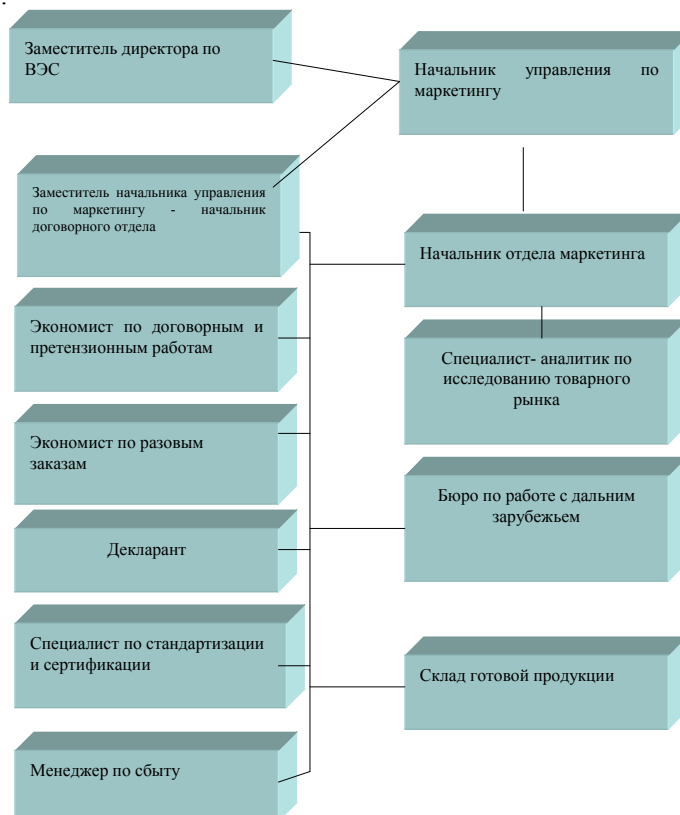 Заместитель директора по
ВЭС
Начальник управления по
маркетингу
Заместитель начальника управления
по маркетингу - начальник
договорного отдела
Начальник отдела маркетинга
Экономист по договорным и
претензионным работам
Специалист- аналитик по
исследованию товарного
рынка
Экономист по разовым
заказам
Бюро по работе с дальним
зарубежьем
Декларант
Специалист по стандартизации
и сертификации
Склад готовой продукции
Менеджер по сбыту